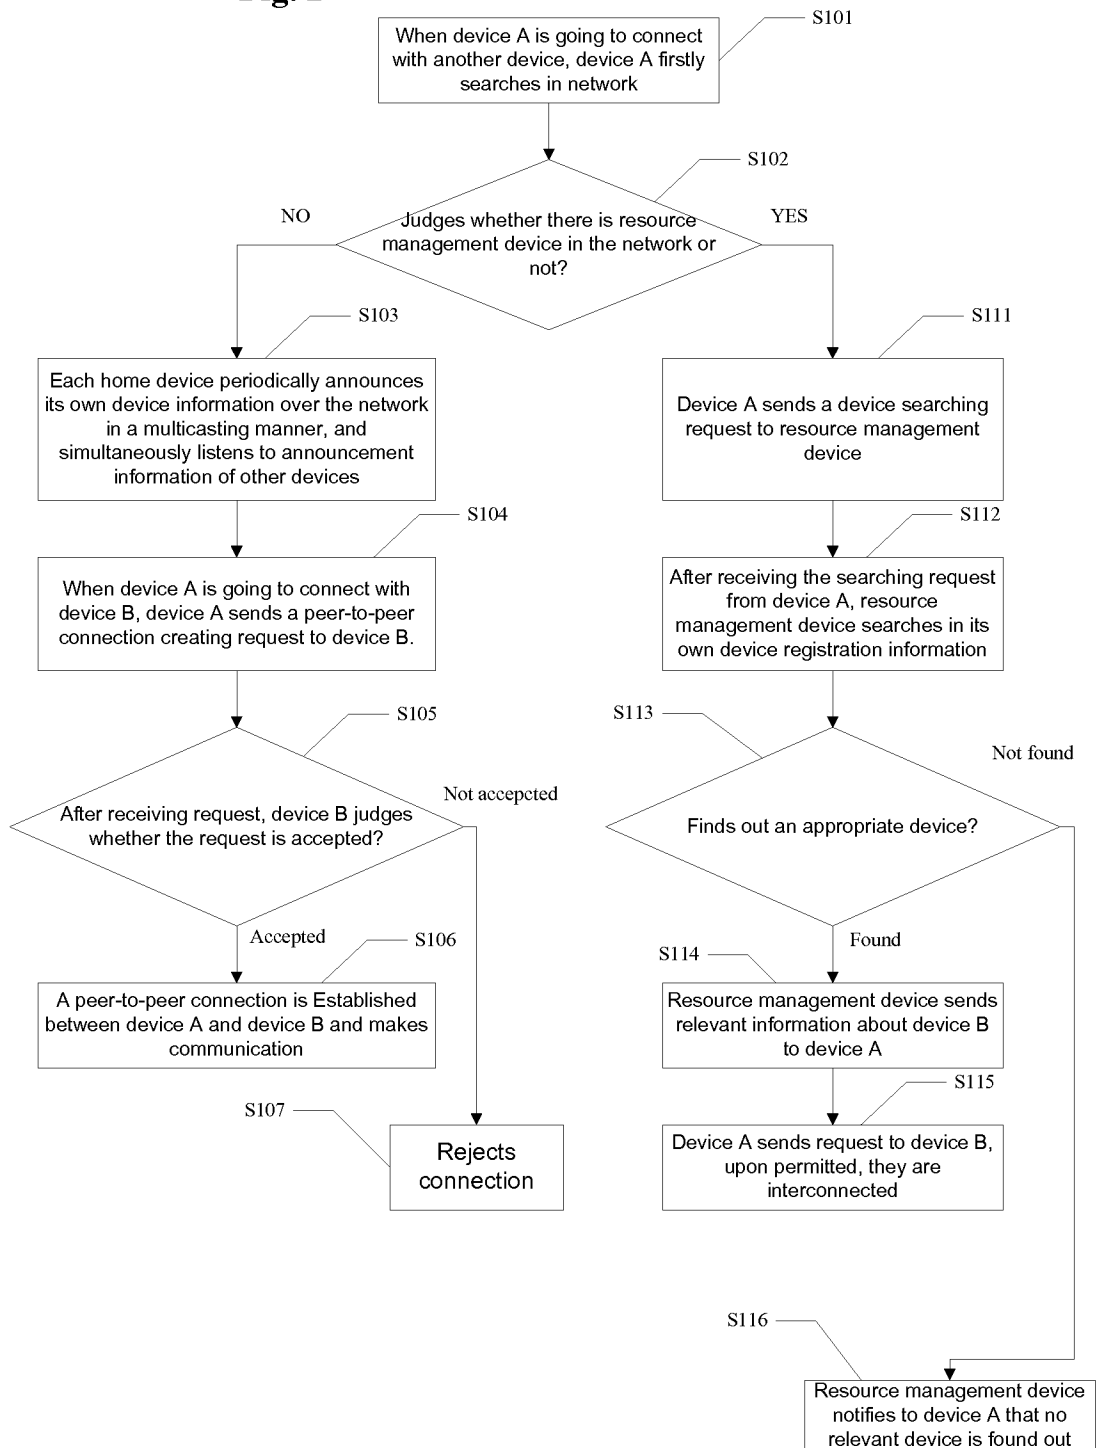 S101
When device A is going to connect
with another device, device A firstly
searches in network
S102
NO
YES
Judges whether there is resource
management device in the network or
not?
S103
S111
Each home device periodically announces
its own device information over the network
in a multicasting manner, and
simultaneously listens to announcement
information of other devices
Device A sends a device searching
request to resource management
device
S104
S112
When device A is going to connect with
device B, device A sends a peer-to-peer
connection creating request to device B.
After receiving the searching request
from device A, resource
management device searches in its
own device registration information
S105
S113
Not found
Not accepcted
After receiving request, device B judges
whether the request is accepted?
Finds out an appropriate device?
Accepted
Found
S106
S114
A peer-to-peer connection is Established
between device A and device B and makes
communication
Resource management device sends
relevant information about device B
to device A
S107
S115
Rejects
connection
Device A sends request to device B,
upon permitted, they are
interconnected
S116
Resource management device
notifies to device A that no
relevant device is found out